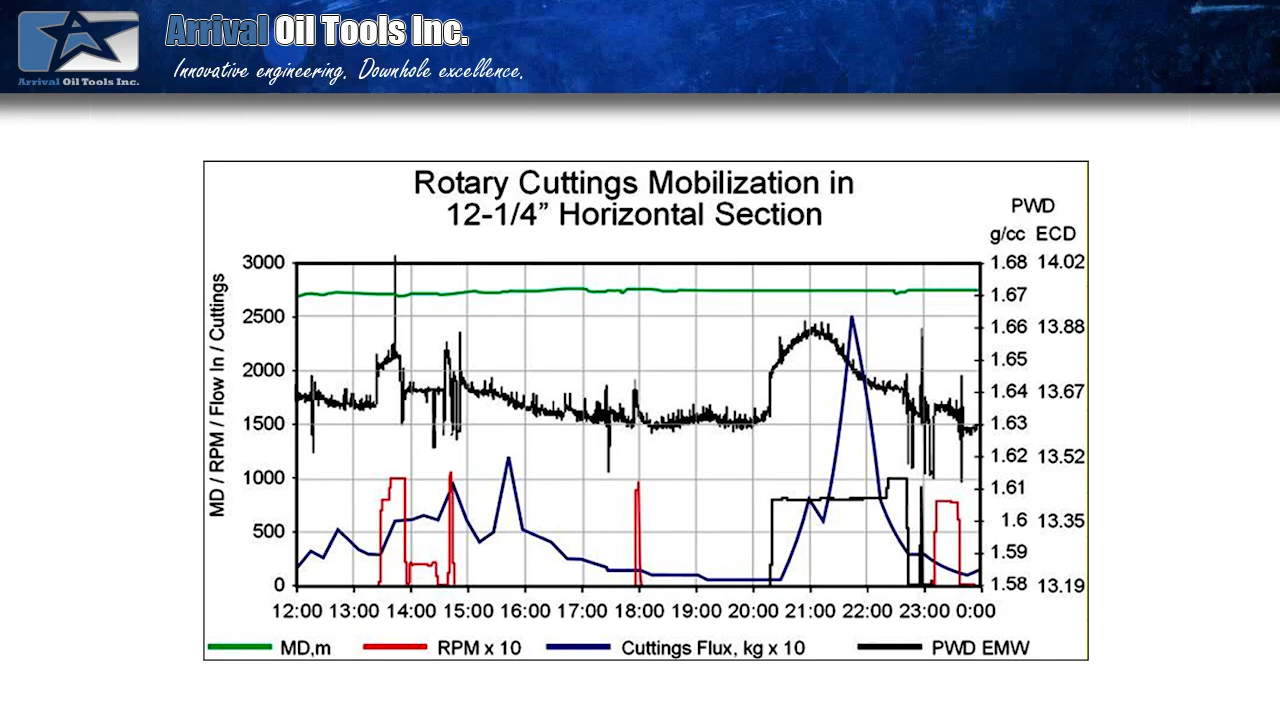 Arrival Oil Tools Inc.
Innovative engineering. Downhole excellence.
Arrival Oil Tools Inc.
Rotary Cuttings Mobilization in
12-1/4” Horizontal Section
PWD
g/cc ECD
MD / RPM / Flow In / Cuttings
3000 1.68 14.02
1.67
2500 1.66 13.88
1.65
2000 1.64 13.67
1500 1.63
1.62 13.52
1000 1.61
500 1.6 13.35
1.59
0 1.58 13.19
12:00 13:00 14:00 15:00 16:00 17:00 18:00 19:00 20:00 21:00 22:00 23:00 0:00
MD,m RPM x 10 Cuttings Flux, kg x 10 PWD EMW